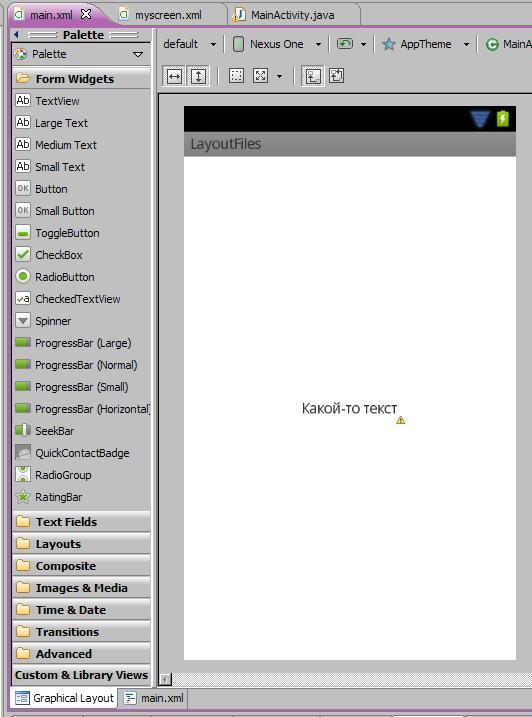 main.xml
myscreen.xml
MainActivity.java
Palette
default
Nexus One
AppTheme
MainA
Palette
Form Widgets
Ab TextView
Ab Large Text
Ab Medium Text
Ab Small Text
OK Button
OK Small Button
ToggleButton
CheckBox
RadioButton
a CheckedTextView
Spinner
ProgressBar (Large)
ProgressBar (Normal)
ProgressBar (Small)
ProgressBar (Horizontal)
SeekBar
QuickContactBadge
RadioGroup
RatingBar
Text Fields
Layouts
Composite
Images & Media
Time & Date
Transitions
Advanced
Custom & Library Views
LayoutFiles
Какой-то текст
Graphical Layout
main.xml